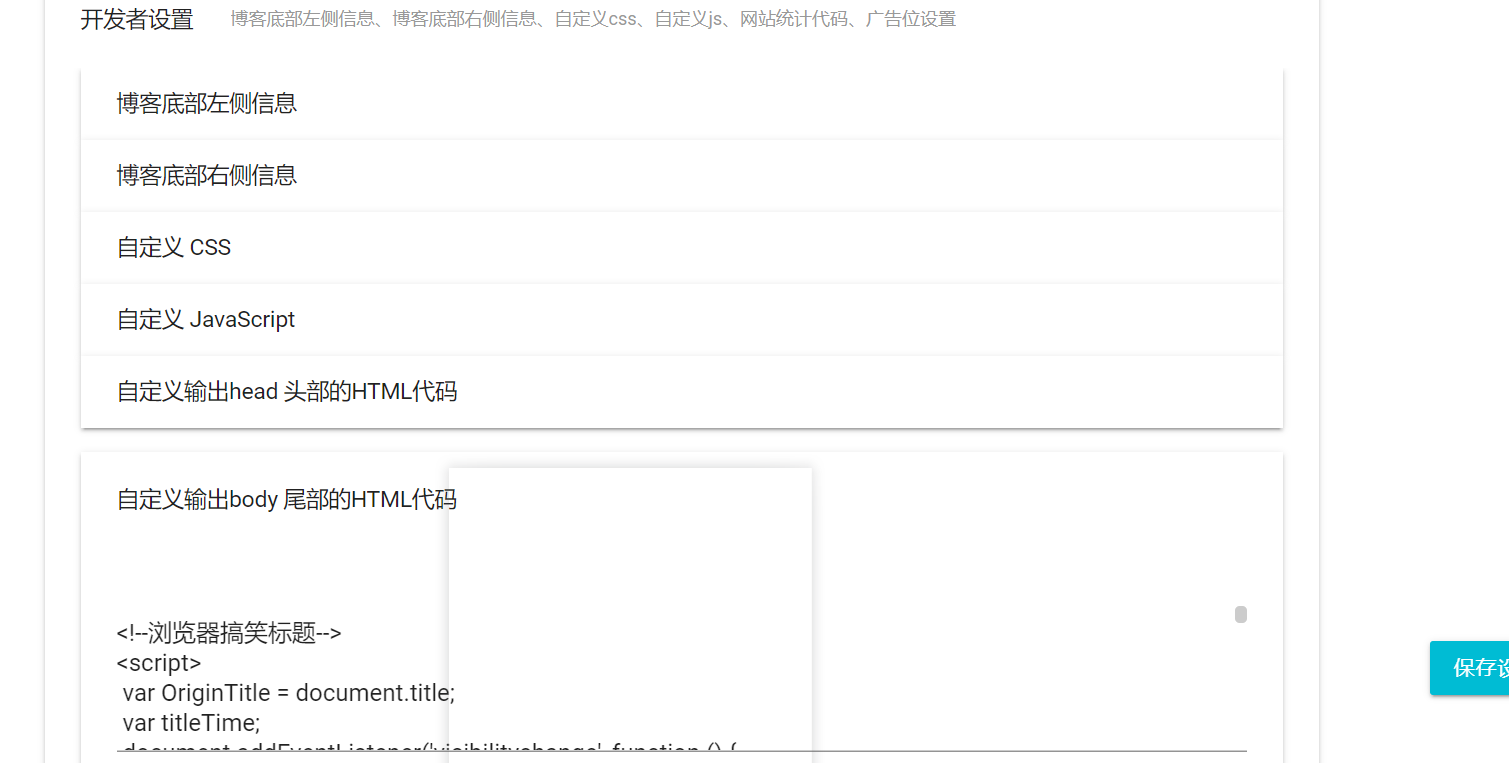 开发者设置 博客底部左侧信息、博客底部右侧信息、自定义css、自定义js、网站统计代码、广告位设置
博客底部左侧信息
博客底部右侧信息
自定义 CSS
自定义 JavaScript
自定义输出head 头部的HTML代码
自定义输出body 尾部的HTML代码
<!--浏览器搞笑标题-->
<script>
var OriginTitle = document.title;
保存设
var titleTime;
document.addEventListener('visibilitychange', function () {